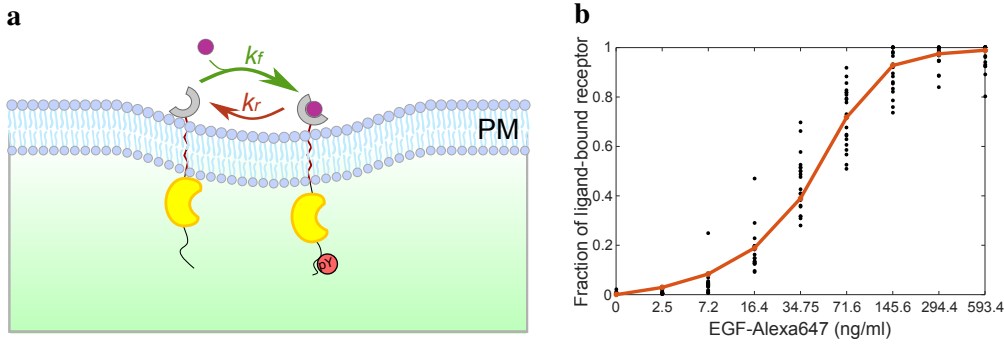 a
k_f
k_r
PM
pY
b
Fraction of ligand-bound receptor
1
0.8
0.6
0.4
0.2
0
0 2.5 7.2 16.4 34.75 71.6 145.6 294.4 593.4
EGF-Alexa647 (ng/ml)